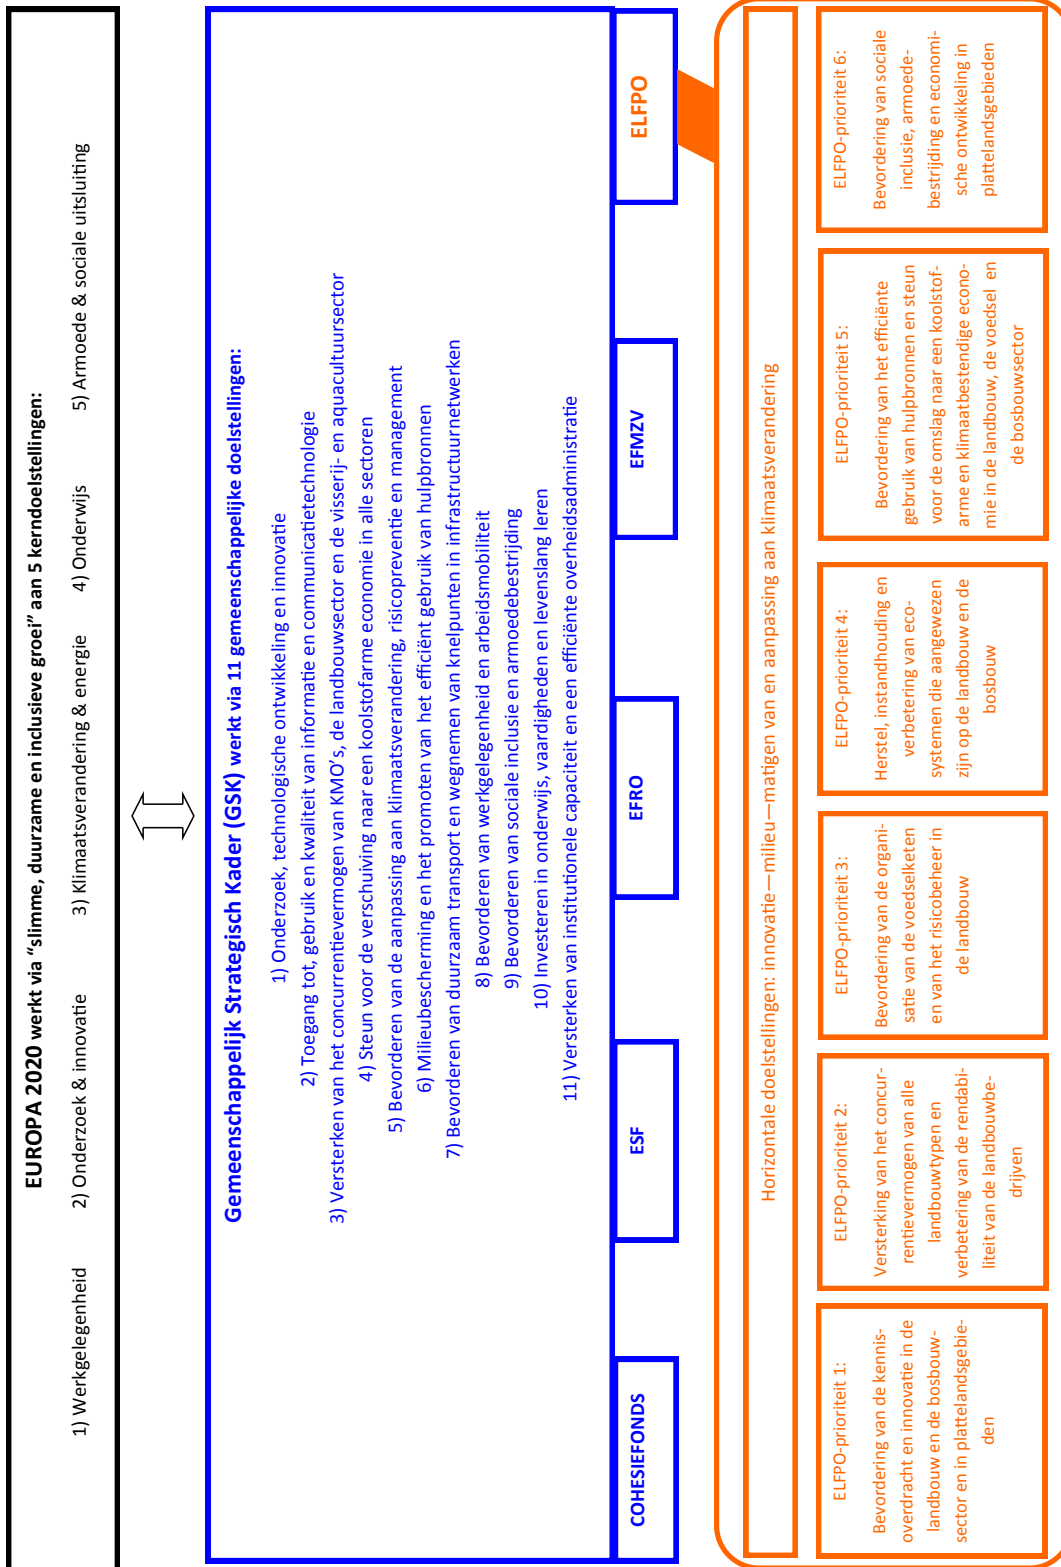 EUROPA 2020 werkt via “slimme, duurzame en inclusieve groei” aan 5 kerndoelstellingen:
1) Werkgelegenheid 2) Onderzoek & innovatie 3) Klimaatsverandering & energie 4) Onderwijs 5) Armoede & sociale uitsluiting
Gemeenschappelijk Strategisch Kader (GSK) werkt via 11 gemeenschappelijke doelstellingen:
1) Onderzoek, technologische ontwikkeling en innovatie
2) Toegang tot, gebruik en kwaliteit van informatie en communicatietechnologie
3) Versterken van het concurrentievermogen van KMO’s, de landbouwsector en de visserij- en aquacultuursector
4) Steun voor de verschuiving naar een koolstofarme economie in alle sectoren
5) Bevorderen van de aanpassing aan klimaatsverandering, risicopreventie en management
6) Milieubescherming en het promoten van het efficiënt gebruik van hulpbronnen
7) Bevorderen van duurzaam transport en wegnemen van knelpunten in infrastructuurnetwerken
8) Bevorderen van werkgelegenheid en arbeidsmobiliteit
9) Bevorderen van sociale inclusie en armoedebestrijding
10) Investeren in onderwijs, vaardigheden en levenslang leren
11) Versterken van institutionele capaciteit en een efficiënte overheidsadministratie
COHESIEFONDS
ESF
EFRO
EFMZV
ELFPO
Horizontale doelstellingen: innovatie—milieu—matigen van en aanpassing aan klimaatsverandering
ELFPO-prioriteit 1:
Bevordering van de kennis-
overdracht en innovatie in de
landbouw en de bosbouw-
sector en in plattelandsgebie-
den
ELFPO-prioriteit 2:
Versterking van het concur-
rentievermogen van alle
landbouwtypen en
verbetering van de rendabi-
liteit van de landbouwbe-
drijven
ELFPO-prioriteit 3:
Bevordering van de organi-
satie van de voedselketen
en van het risicobeheer in
de landbouw
ELFPO-prioriteit 4:
Herstel, instandhouding en
verbetering van eco-
systemen die aangewezen
zijn op de landbouw en de
bosbouw
ELFPO-prioriteit 5:
Bevordering van het efficiënte
gebruik van hulpbronnen en steun
voor de omslag naar een koolstof-
arme en klimaatbestendige econo-
mie in de landbouw, de voedsel en
de bosbouwsector
ELFPO-prioriteit 6:
Bevordering van sociale
inclusie, armoede-
bestrijding en economi-
sche ontwikkeling in
plattelandsgebieden